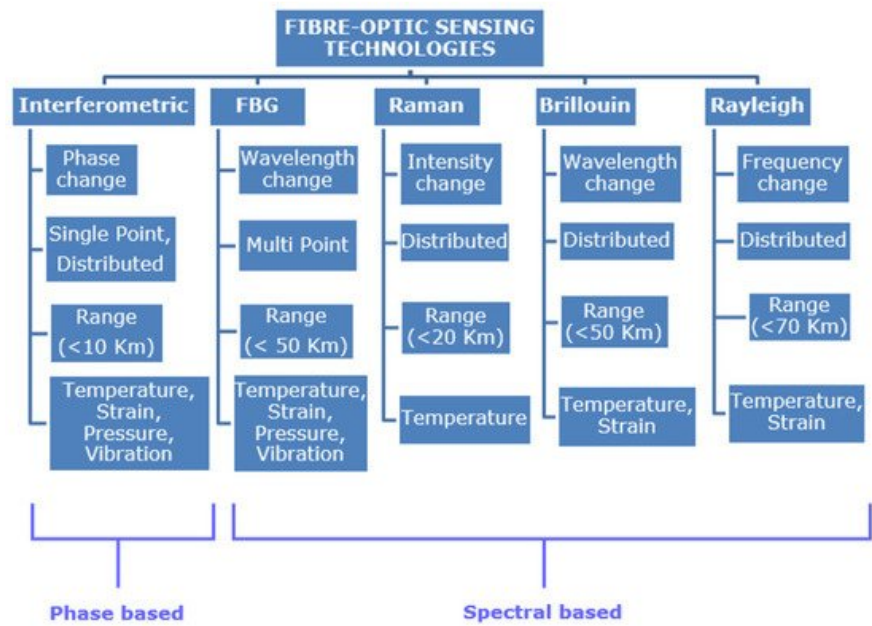 FIBRE-OPTIC SENSING
TECHNOLOGIES
Interferometric
Phase
change
Single Point,
Distributed
Range
(<10 Km)
Temperature,
Strain,
Pressure,
Vibration
FBG
Wavelength
change
Multi Point
Range
(< 50 Km)
Temperature,
Strain,
Pressure,
Vibration
Raman
Intensity
change
Distributed
Range
(<20 Km)
Temperature
Brillouin
Wavelength
change
Distributed
Range
(<50 Km)
Temperature,
Strain
Rayleigh
Frequency
change
Distributed
Range
(<70 Km)
Temperature,
Strain
Phase based
Spectral based